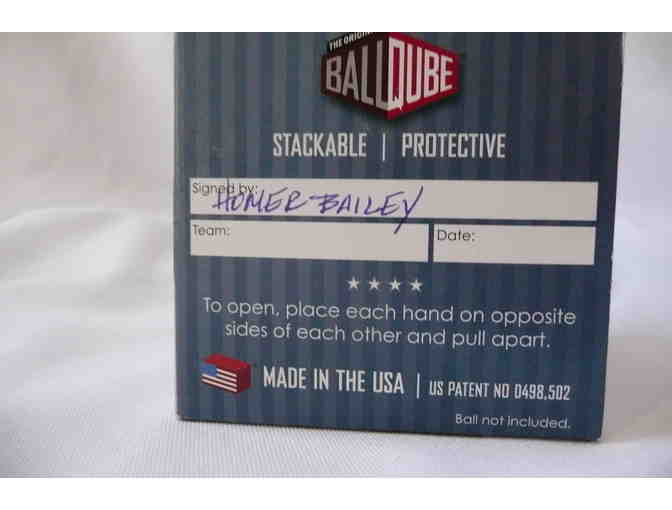 THE ORIGINAL
BALLQUBE
STACKABLE | PROTECTIVE
Signed by: HOMER BAILEY
Team:
Date:
To open, place each hand on opposite
sides of each other and pull apart.
MADE IN THE USA | US PATENT NO D498,502
Ball not included.